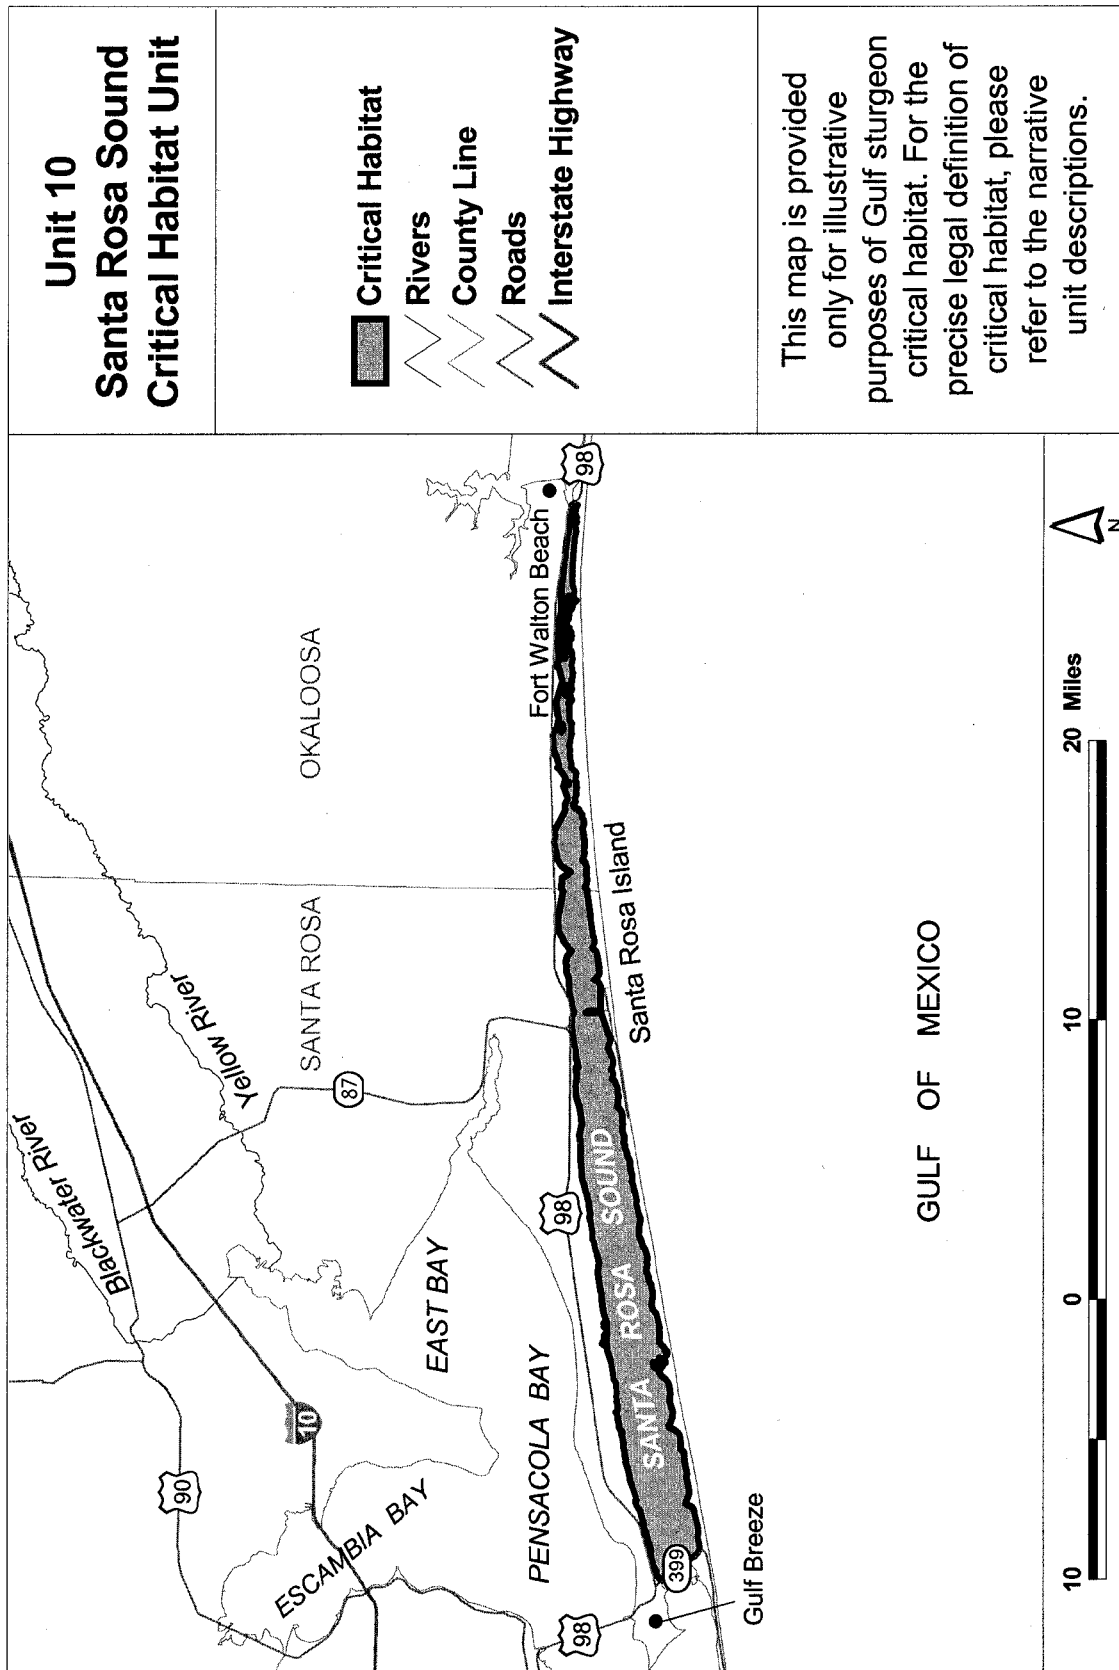 Unit 10
Santa Rosa Sound
Critical Habitat Unit
Critical Habitat
Rivers
County Line
Roads
Interstate Highway
This map is provided
only for illustrative
purposes of Gulf sturgeon
critical habitat. For the
precise legal definition of
critical habitat, please
refer to the narrative
unit descriptions.
Blackwater River
Yellow River
90
10
87
SANTA ROSA
OKALOOSA
ESCAMBIA BAY
EAST BAY
PENSACOLA BAY
98
98
98
Fort Walton Beach
399
SANTA ROSA SOUND
Santa Rosa Island
Gulf Breeze
GULF OF MEXICO
10 0 10 20 Miles
N